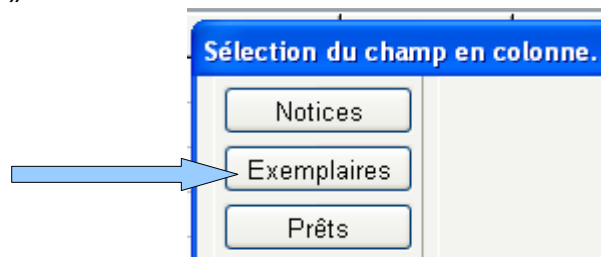 »
Sélection du champ en colonne.
Notices
Exemplaires
Prêts